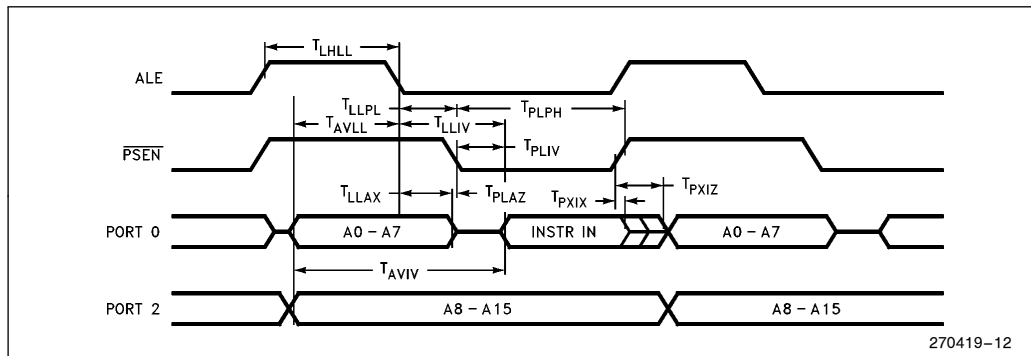 TLHLL
ALE
TLLPL
TPLPH
TAVLL
TLLIV
PSEN
TPLIV
TLLAX
TPLAZ
TPXIZ
TPXIX
PORT 0
A0 – A7
INSTR IN
A0 – A7
TAVIV
PORT 2
A8 – A15
A8 – A15
270419–12